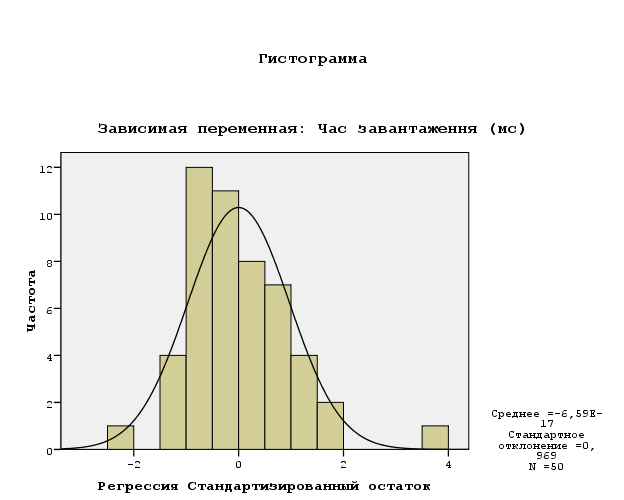 Гистограмма
Зависимая переменная: Час завантаження (мс)
12
10
8
6
4
2
0
Частота
-2
0
2
4
Регрессия Стандартизированный остаток
Среднее =-6,59E-
17
Стандартное
отклонение =0,
969
N =50